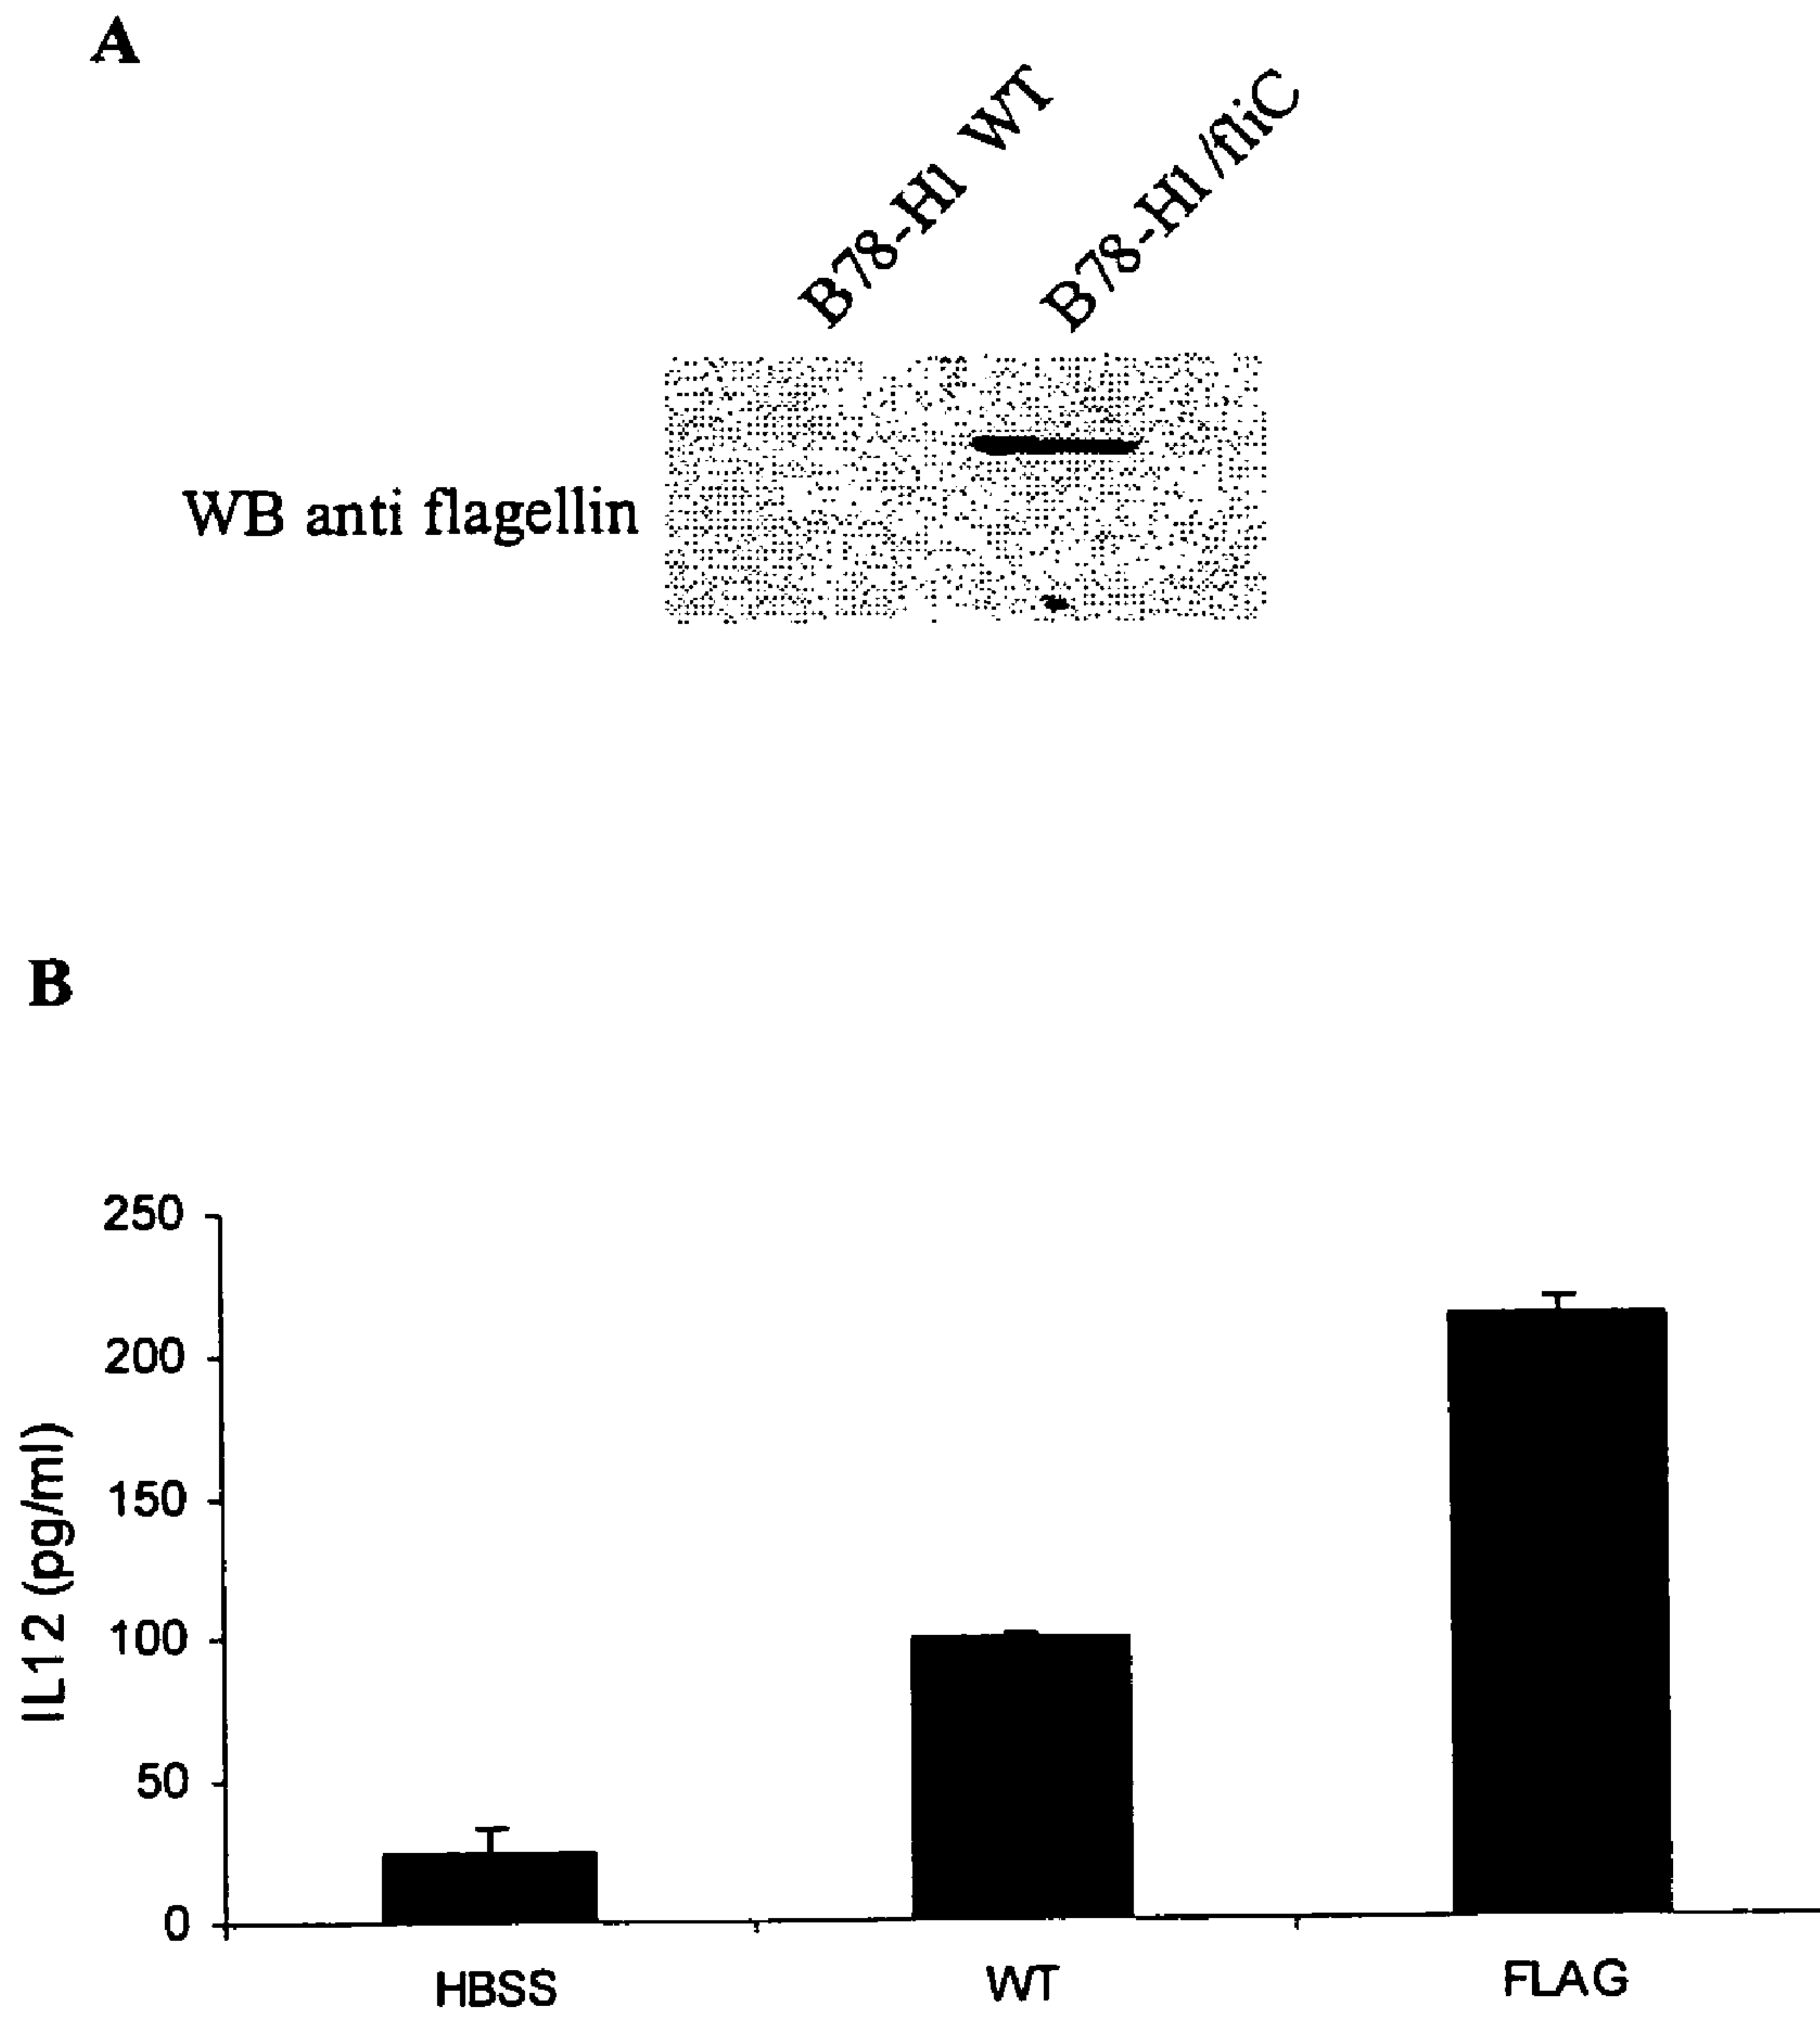 A
B78-H1 WT
B78-H1/fliC
WB anti flagellin
B
250
200
150
100
50
0
IL12 (pg/ml)
HBSS
WT
FLAG